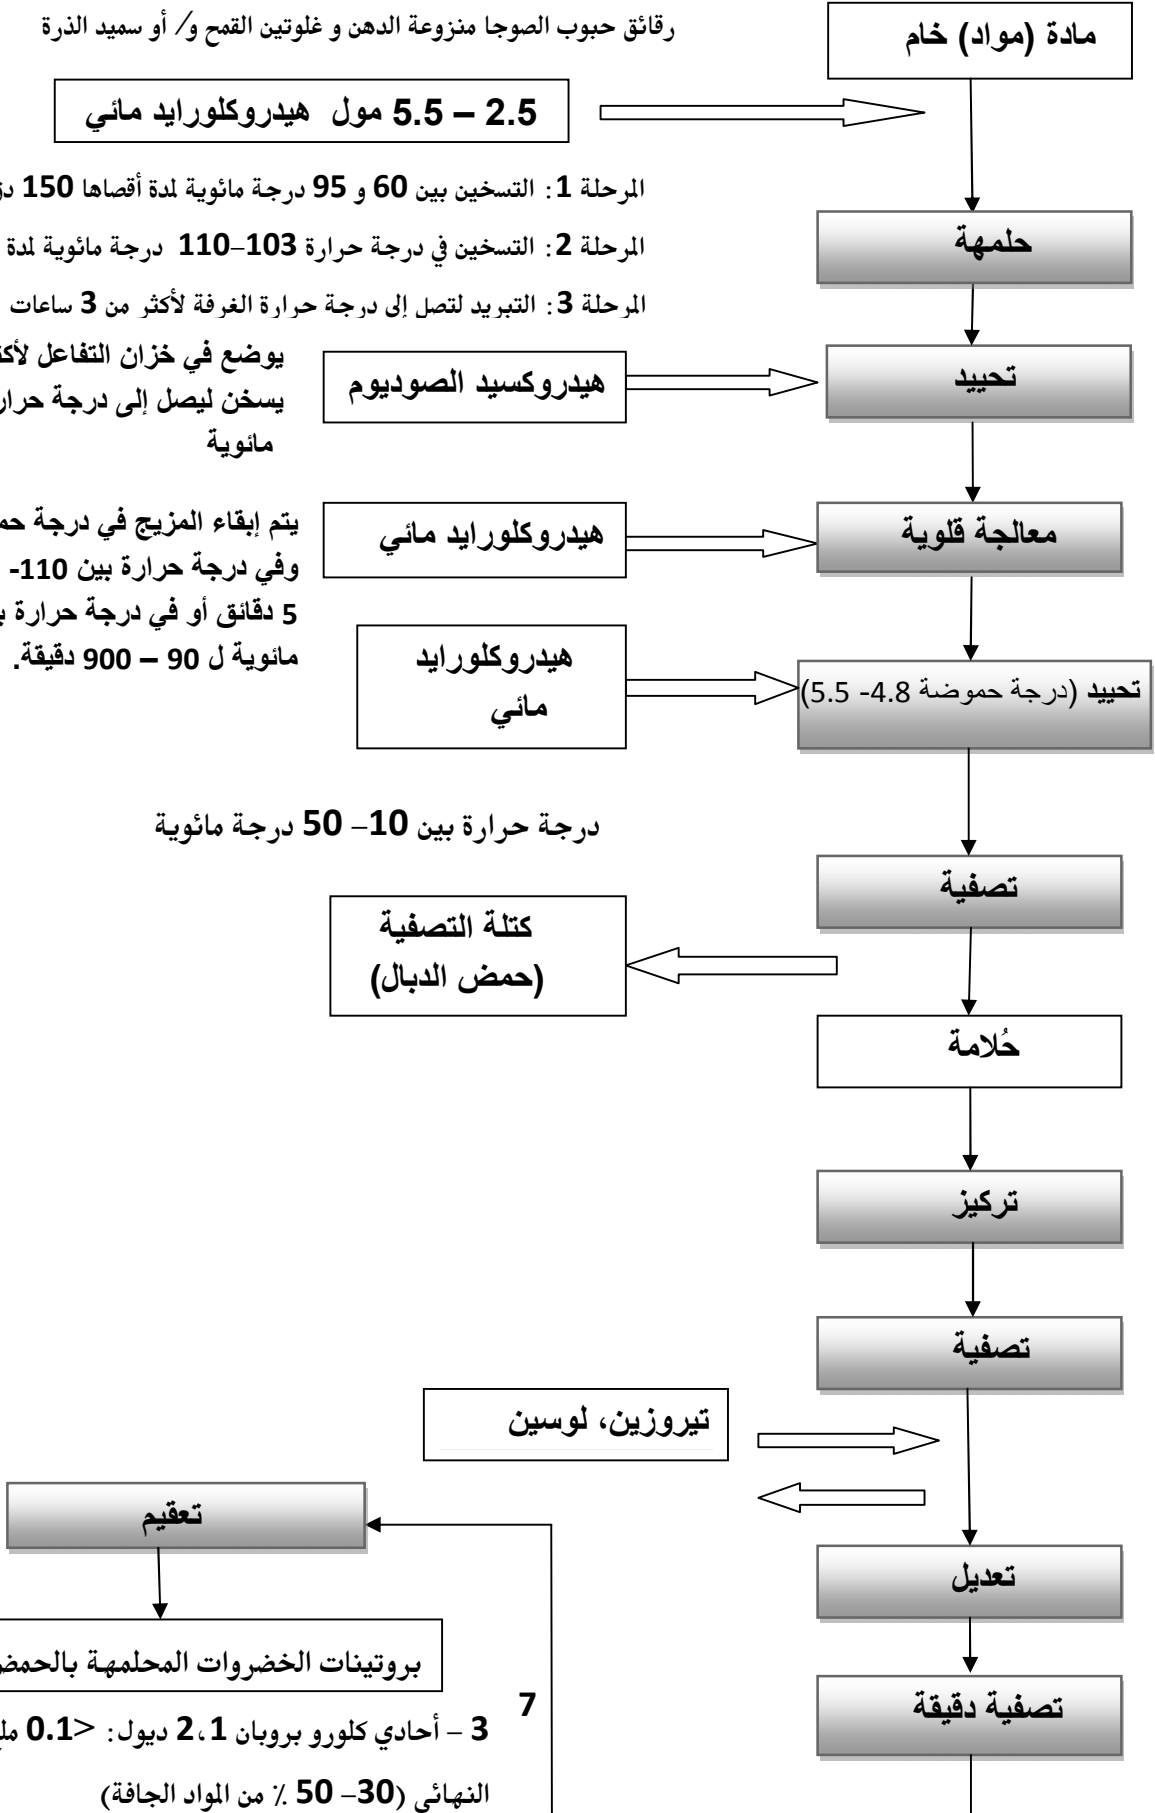 مادة (مواد) خام
رقائق حبوب الصوجا منزوعة الدهن و غلوتين القمح و/ أو سميد الذرة
2.5 – 5.5 مول هيدروكلورايد مائي
المرحلة 1: التسخين بين 60 و 95 درجة مائوية لمدة أقصاها 150
حلمهة
المرحلة 2: التسخين في درجة حرارة 103–110 درجة مائوية لمدة
المرحلة 3: التبريد لتصل إلى درجة حرارة الغرفة لأكثر من 3 ساعات
تحييد
هيدروكسيد الصوديوم
يوضع في خزان التفاعل
يسخن ليصل إلى درجة
مائوية
معالجة قلوية
هيدروكلورايد مائي
يتم إبقاء المزيج في درجة
وفي درجة حرارة بين 110-
5 دقائق أو في درجة حرارة
مائوية ل 90 – 900 دقيقة.
تحييد (درجة حموضة 4.8- 5.5)
هيدروكلورايد
مائي
درجة حرارة بين 10– 50 درجة مائوية
تصفية
كتلة التصفية
(حمض الدبال)
حُلامة
تركيز
تصفية
تيروزين، لوسين
تعقيم
تعديل
بروتينات الخضروات المحلمهة
تصفية دقيقة
7
3 – أحادي كلورو بروبان 1، 2 ديول: <0.1
النهائي (30– 50 ٪ من المواد الجافة)